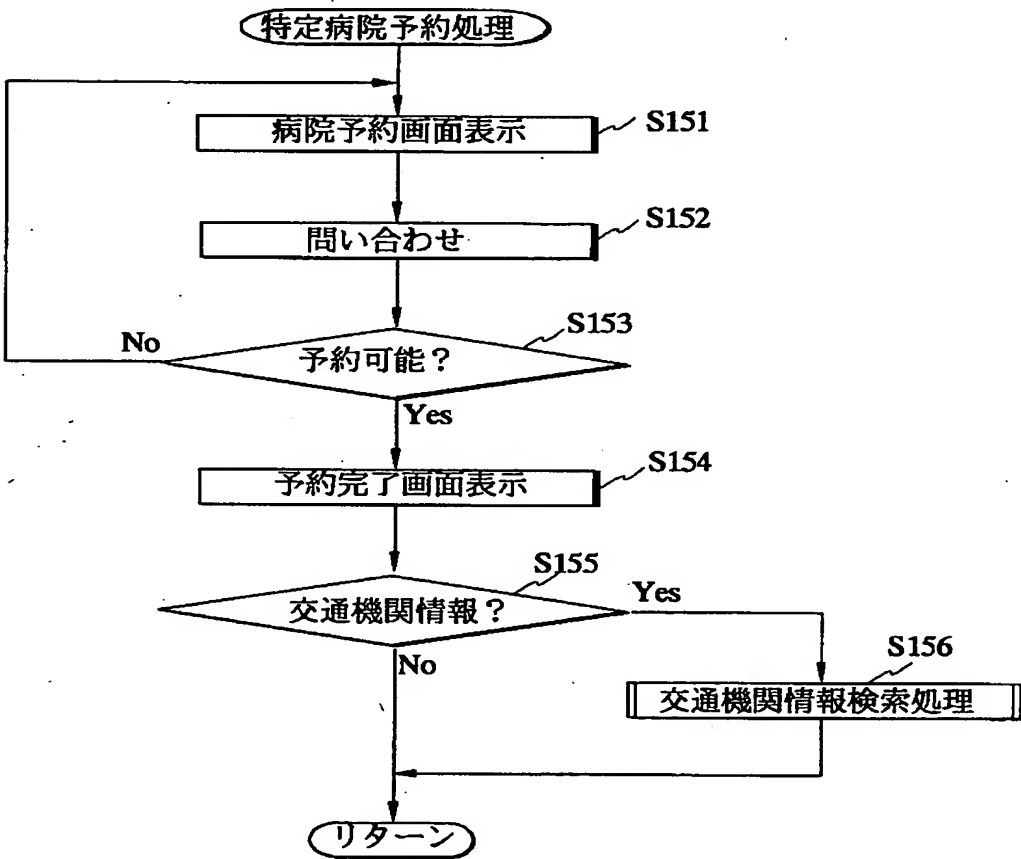 特定病院予約処理
病院予約画面表示
S151
問い合わせ
S152
予約可能？
S153
No
Yes
予約完了画面表示
S154
交通機関情報？
S155
Yes
No
S156
交通機関情報検索処理
リターン